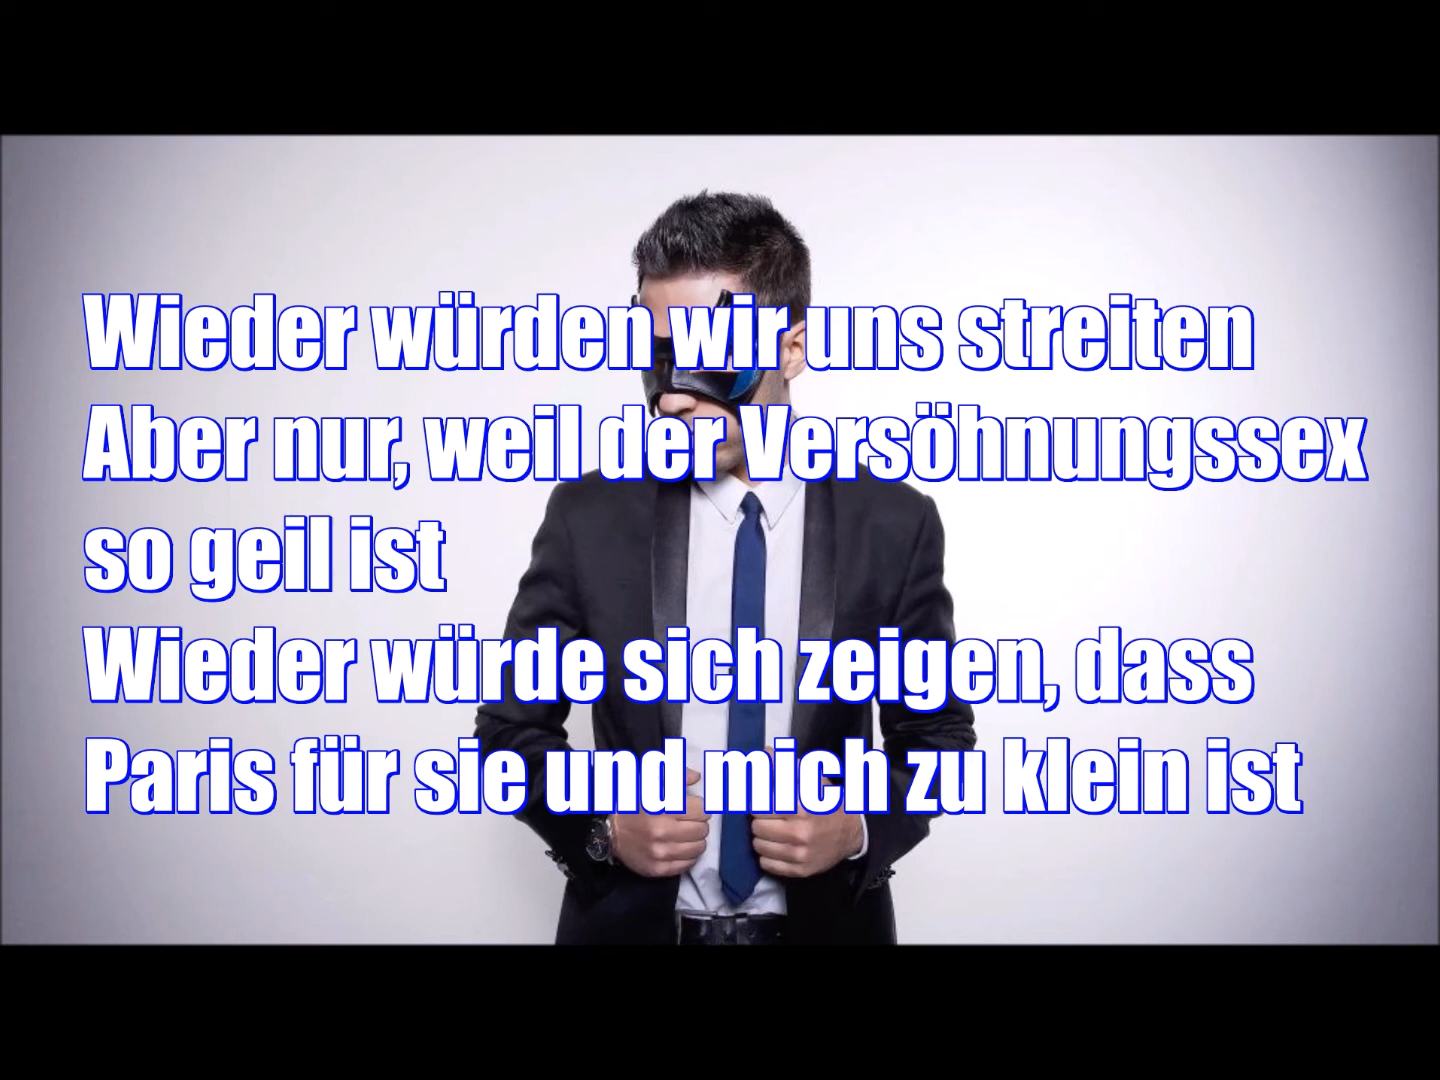 Wieder würden wir uns streiten
Aber nur, weil der Versöhnungssex
so geil ist
Wieder würde sich zeigen, dass
Paris für sie und mich zu klein ist